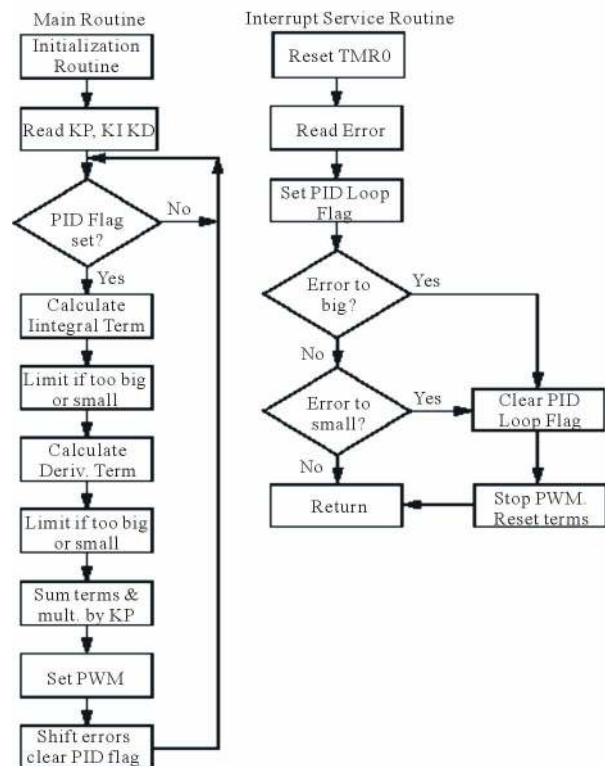 Main Routine
Initialization
Routine
Read KP, KI KD
PID Flag
set?
No
Yes
Calculate
Iintegral Term
Limit if too big
or small
Calculate
Deriv. Term
Limit if too big
or small
Sum terms &
mult. by KP
Set PWM
Shift errors
clear PID flag
Interrupt Service Routine
Reset TMR0
Read Error
Set PID Loop
Flag
Error to
big?
Yes
No
Error to
small?
Yes
No
Clear PID
Loop Flag
Return
Stop PWM.
Reset terms